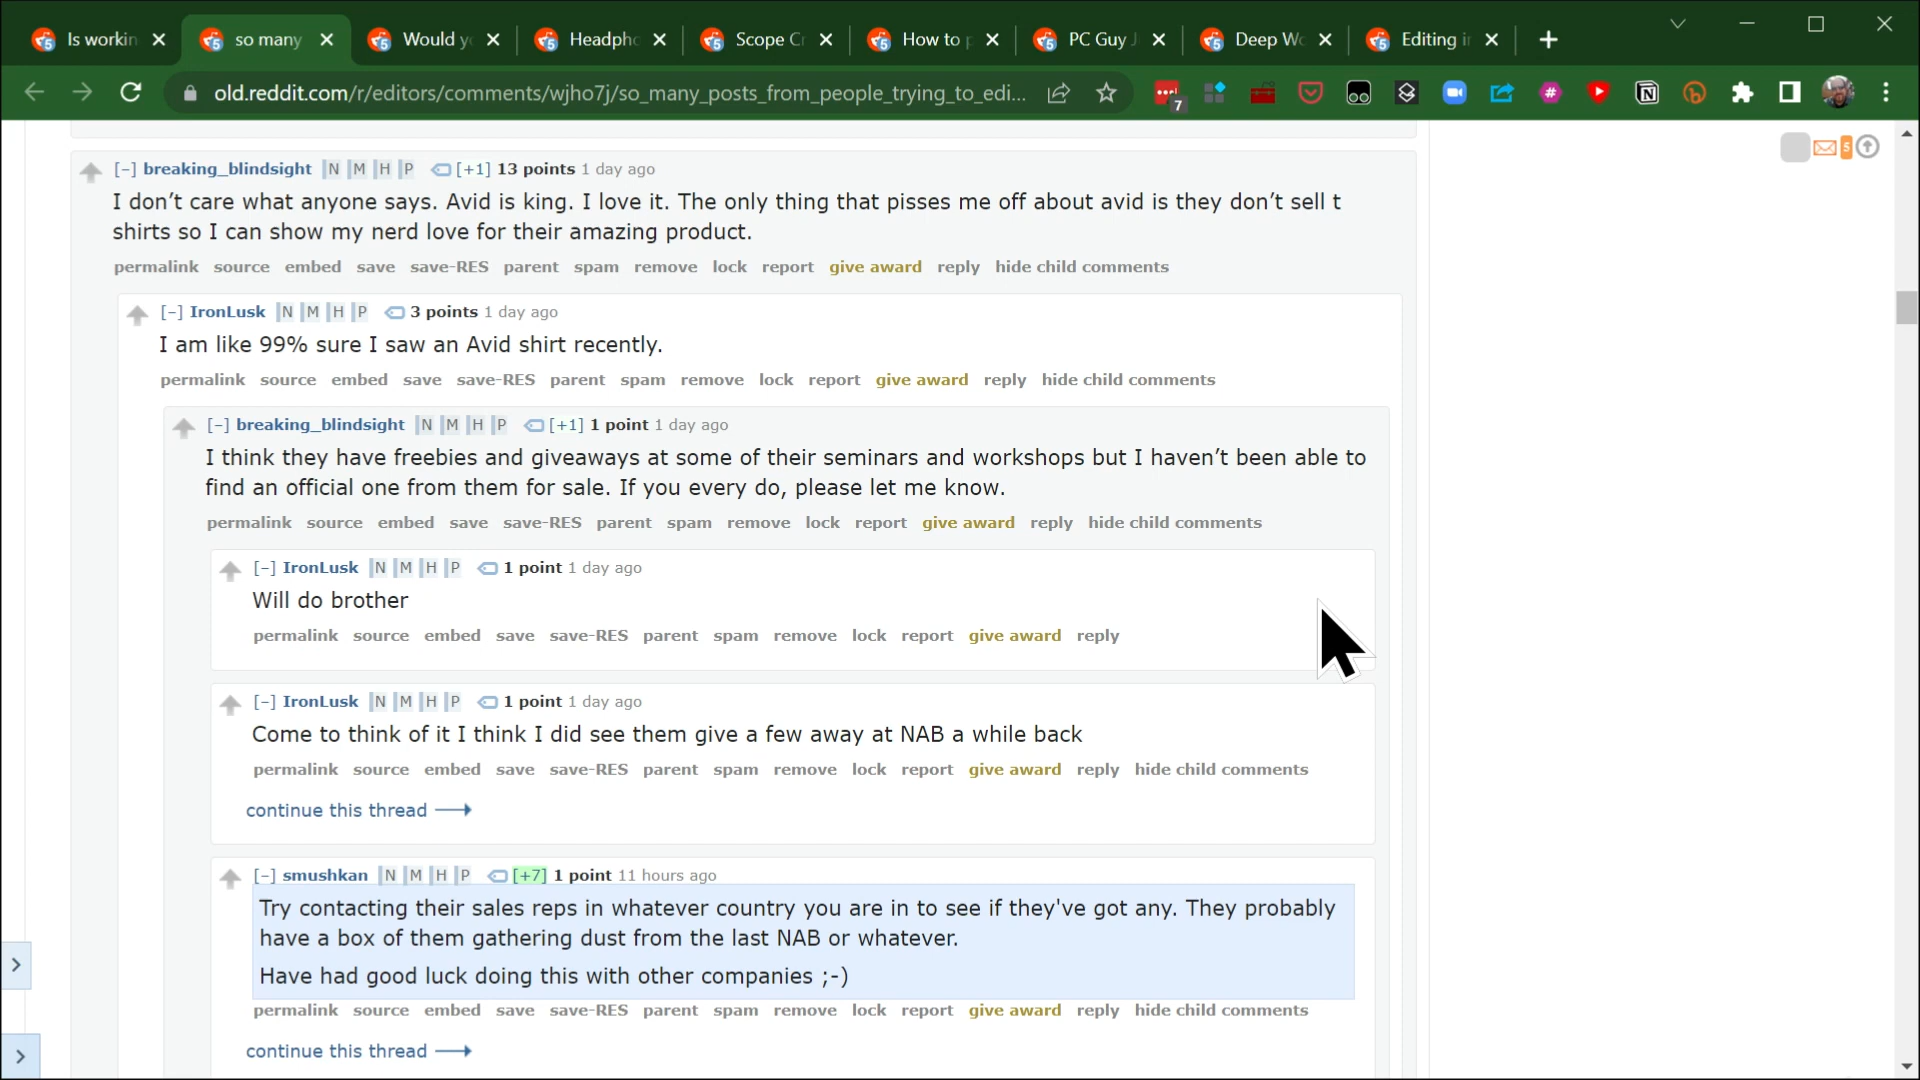 Is workin
so many
Would y
Headpho
Scope Cr
How to p
PC Guy J
Deep Wo
Editing in
old.reddit.com/r/editors/comments/wjho7j/so_many_posts_from_people_trying_to_edi...
7
5
[-] breaking_blindsight N M H P [+1] 13 points 1 day ago
I don’t care what anyone says. Avid is king. I love it. The only thing that pisses me off about avid is they don’t sell t
shirts so I can show my nerd love for their amazing product.
permalink source embed save save-RES parent spam remove lock report give award reply hide child comments
[-] IronLusk N M H P 3 points 1 day ago
I am like 99% sure I saw an Avid shirt recently.
permalink source embed save save-RES parent spam remove lock report give award reply hide child comments
[-] breaking_blindsight N M H P [+1] 1 point 1 day ago
I think they have freebies and giveaways at some of their seminars and workshops but I haven’t been able to
find an official one from them for sale. If you every do, please let me know.
permalink source embed save save-RES parent spam remove lock report give award reply hide child comments
[-] IronLusk N M H P 1 point 1 day ago
Will do brother
permalink source embed save save-RES parent spam remove lock report give award reply
[-] IronLusk N M H P 1 point 1 day ago
Come to think of it I think I did see them give a few away at NAB a while back
permalink source embed save save-RES parent spam remove lock report give award reply hide child comments
continue this thread
[-] smushkan N M H P [+7] 1 point 11 hours ago
Try contacting their sales reps in whatever country you are in to see if they've got any. They probably
have a box of them gathering dust from the last NAB or whatever.
Have had good luck doing this with other companies ;-)
permalink source embed save save-RES parent spam remove lock report give award reply hide child comments
continue this thread